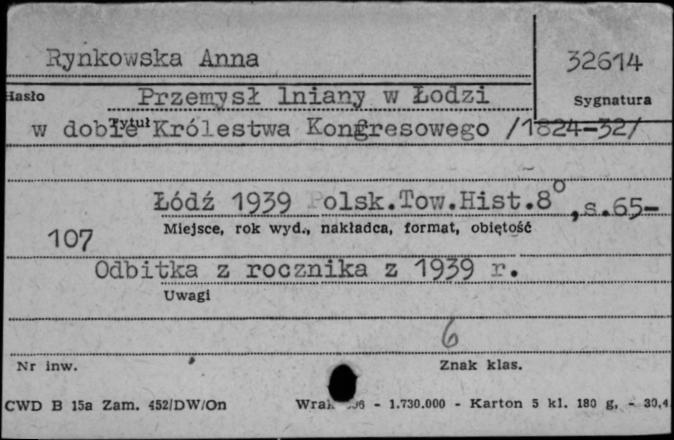 Rynkowska Anna
32614
Hasło
Przemysł lniany w Łodzi
Sygnatura
w dobie Królestwa Kongresowego /1824-32/
Tytuł
Łódź 1939 Polsk.Tow.Hist.8°,s.65-
Miejsce, rok wyd., nakładca, format, objętość
107
Odbitka z rocznika z 1939 r.
Uwagi
6
Nr inw.
Znak klas.
CWD B 15a Zam. 452/DW/On - 1.730.000 - Karton 5 kl. 180 g. - 30,4